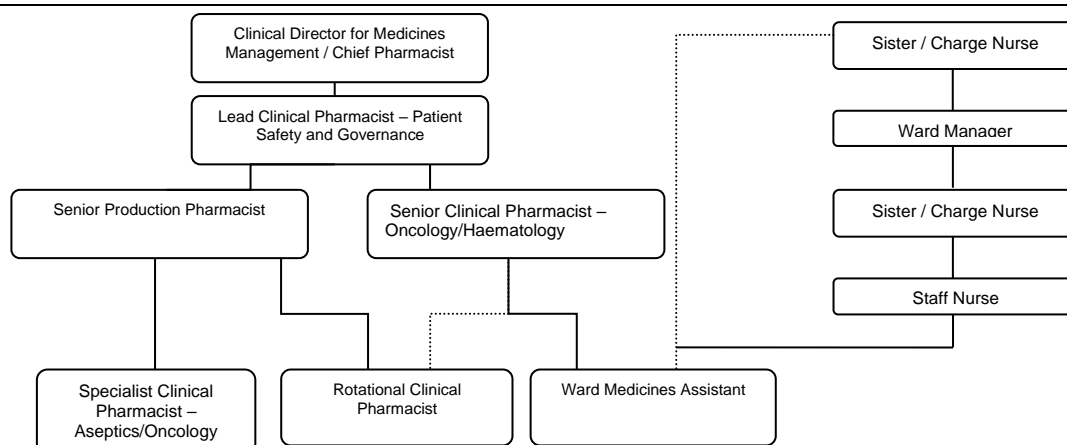 Clinical Director for Medicines
Management / Chief Pharmacist
Sister / Charge Nurse
Lead Clinical Pharmacist – Patient
Safety and Governance
Ward Manager
Senior Production Pharmacist
Senior Clinical Pharmacist –
Oncology/Haematology
Sister / Charge Nurse
Staff Nurse
Specialist Clinical
Pharmacist –
Aseptics/Oncology
Rotational Clinical
Pharmacist
Ward Medicines Assistant